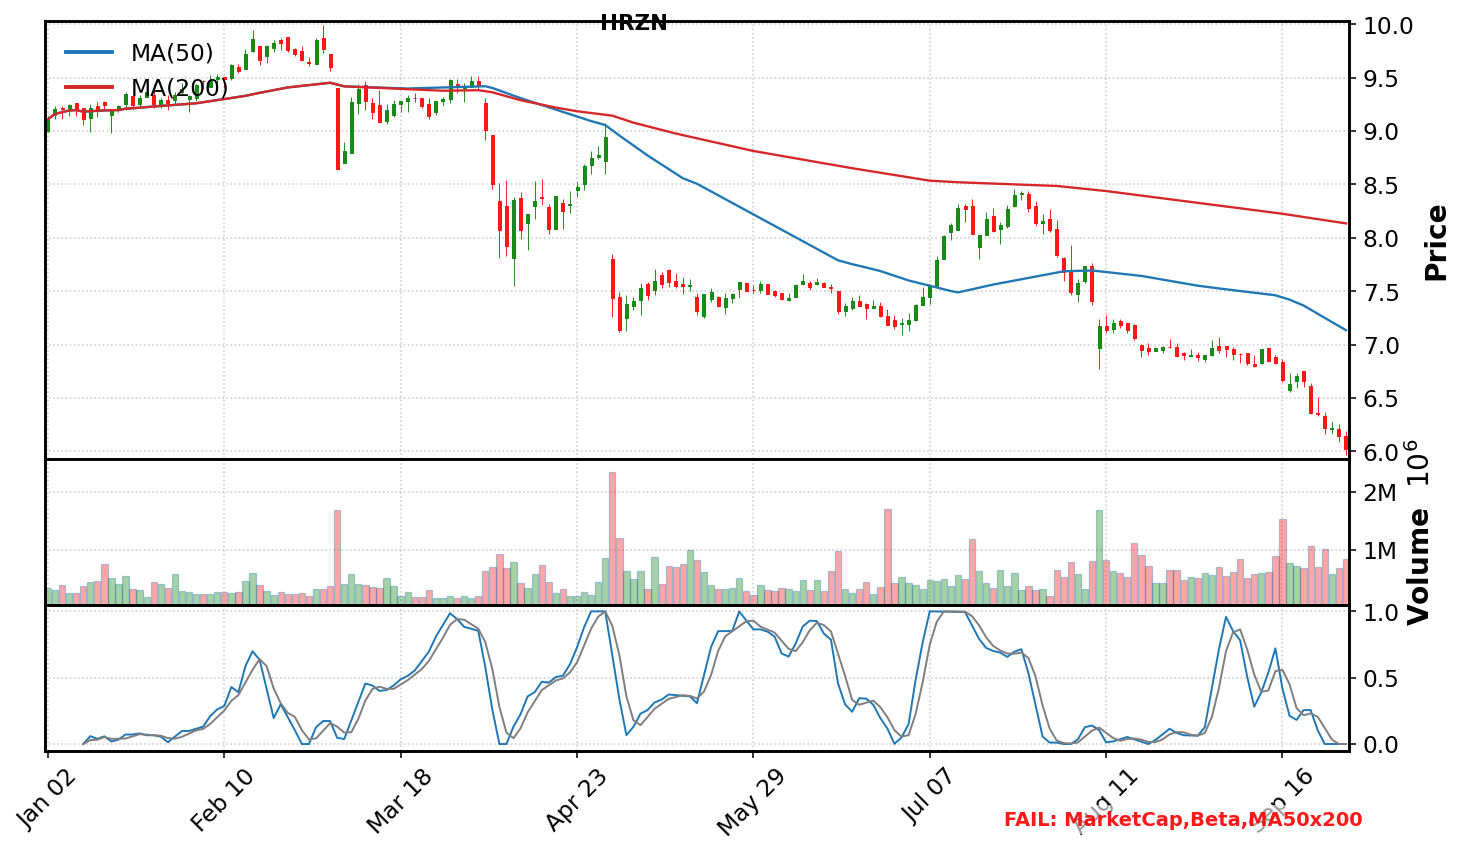 HRZN
MA(50)
MA(200)
10.0
9.5
9.0
8.5
8.0
7.5
7.0
6.5
6.0
Price
2M
1M
Volume 10^6
1.0
0.5
0.0
Jan 02
Feb 10
Mar 18
Apr 23
May 29
Jul 07
Aug 11
Sep 16
FAIL: MarketCap,Beta,MA50x200